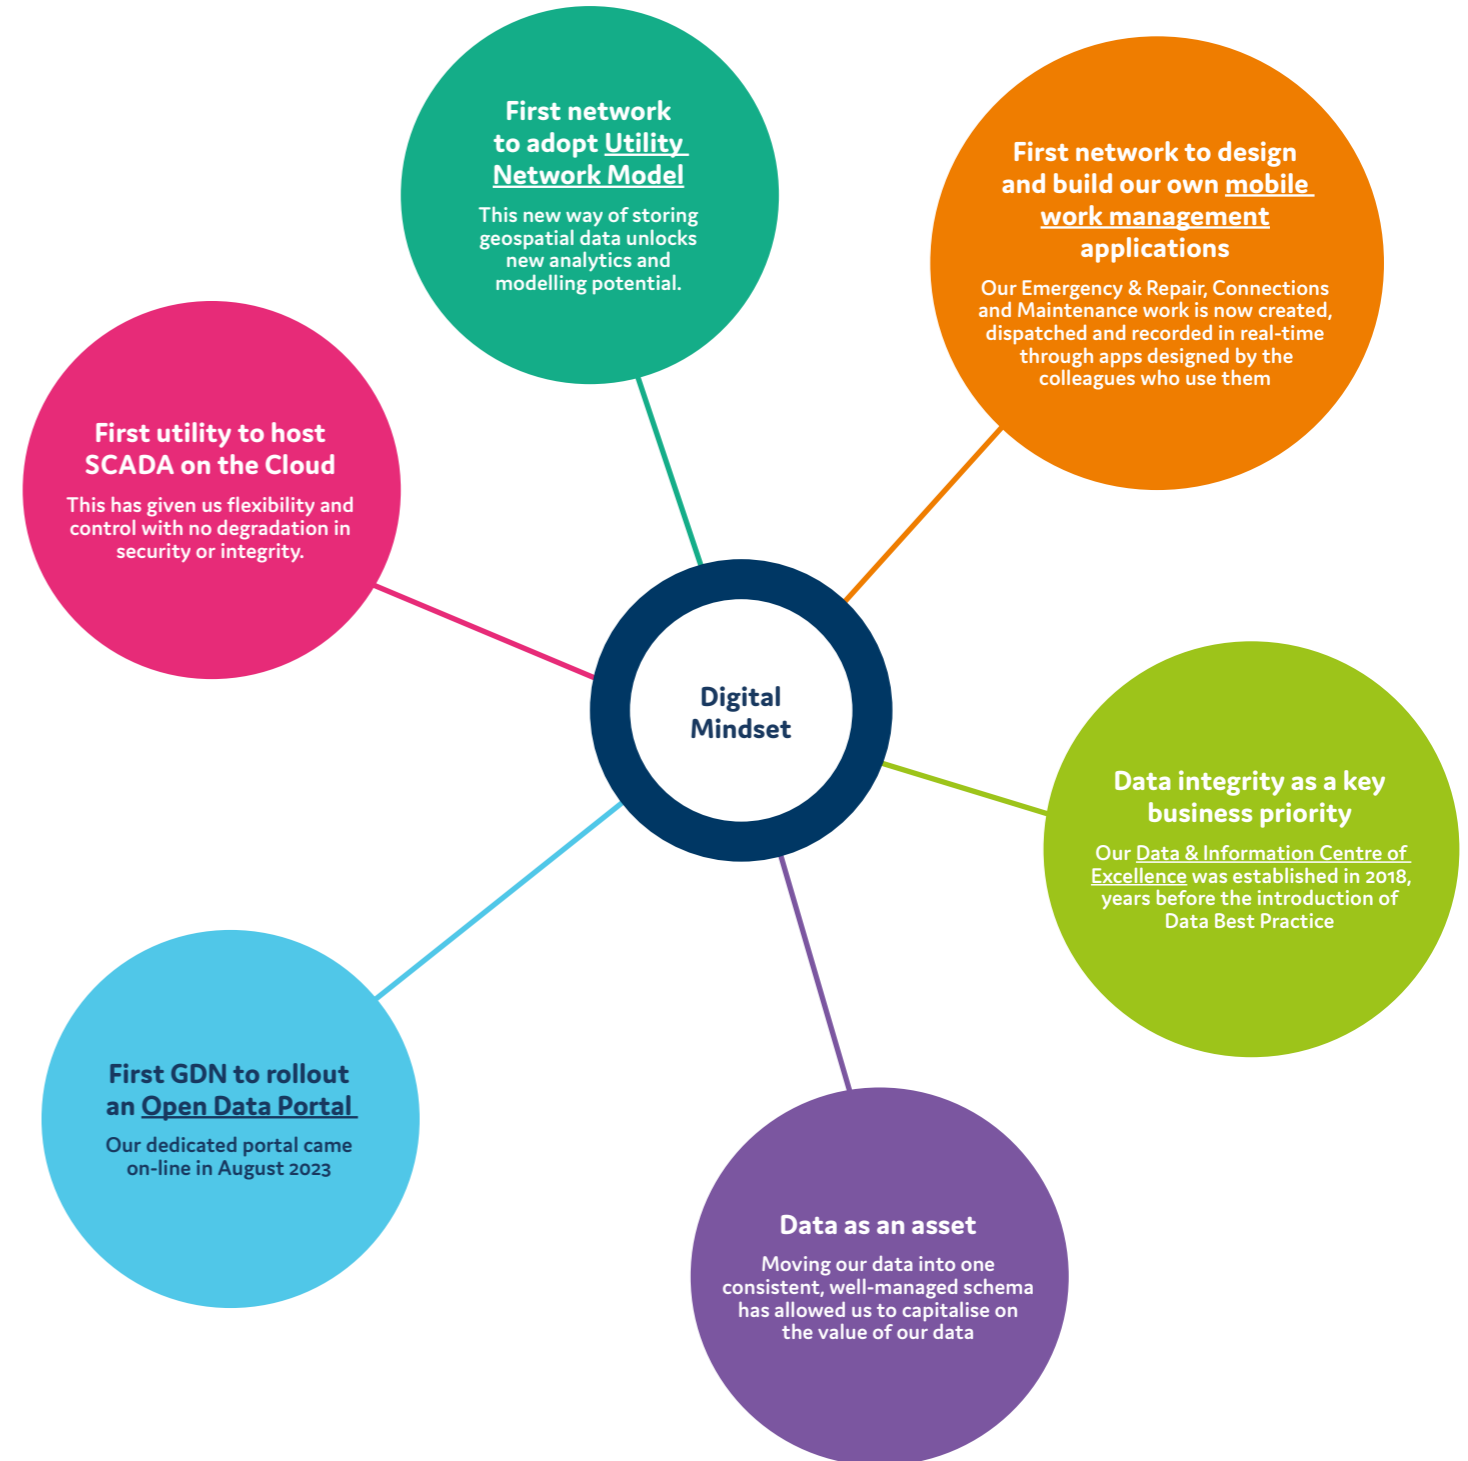 First network
to adopt Utility
Network Model
This new way of storing
geospatial data unlocks
new analytics and
modelling potential.
First network to design
and build our own mobile
work management
applications
Our Emergency & Repair, Connections
and Maintenance work is now created,
dispatched and recorded in real-time
through apps designed by the
colleagues who use them
First utility to host
SCADA on the Cloud
This has given us flexibility and
control with no degradation in
security or integrity.
Digital
Mindset
Data integrity as a key
business priority
Our Data & Information Centre of
Excellence was established in 2018,
years before the introduction of
Data Best Practice
First GDN to rollout
an Open Data Portal
Our dedicated portal came
on-line in August 2023
Data as an asset
Moving our data into one
consistent, well-managed schema
has allowed us to capitalise on
the value of our data